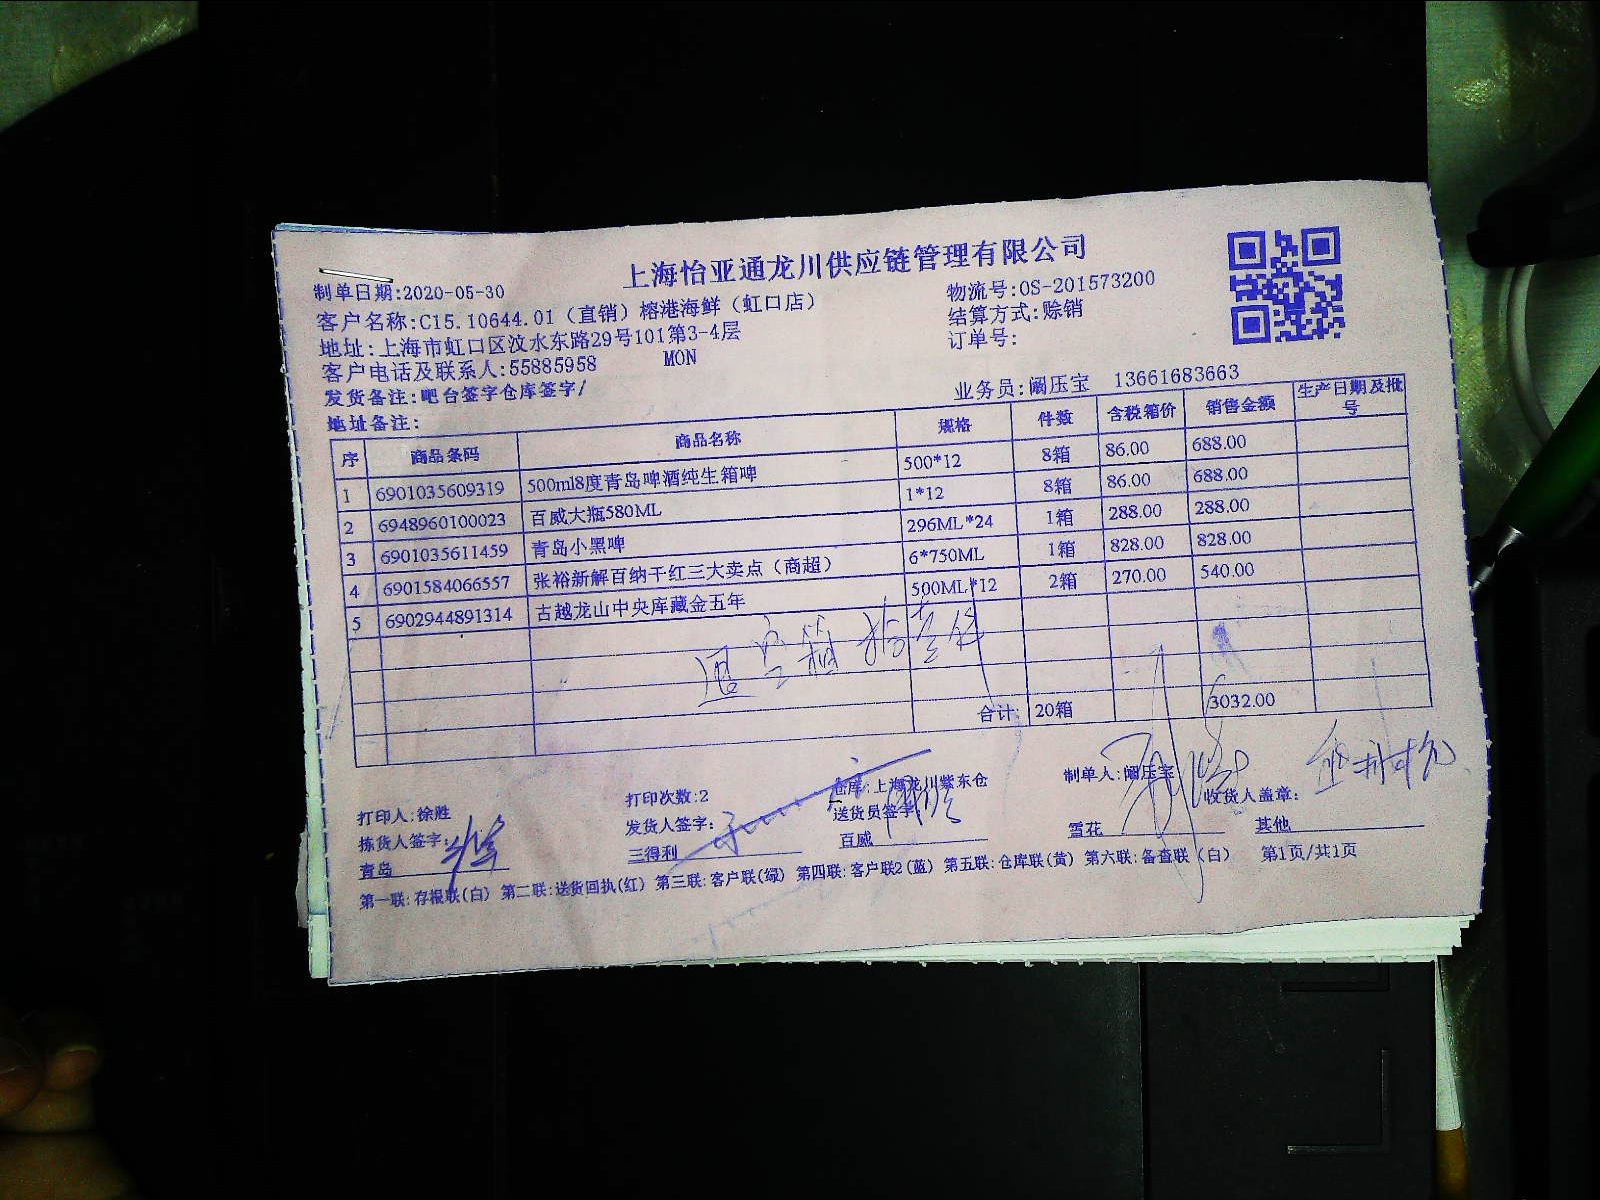 上海怡亚通龙川供应链管理有限公司
制单日期:2020-05-30
物流号:OS-201573200
客户名称:C15.10644.01（直销）榕港海鲜（虹口店）
结算方式:赊销
地址:上海市虹口区汶水东路29号101第3-4层
订单号:
客户电话及联系人:55885958 MON
发货备注:吧台签字仓库签字/
业务员:阚压宝 13661683663
地址备注:
序 商品条码 商品名称 规格 件数 含税箱价 销售金额 生产日期及批号
1 6901035609319 500ml8度青岛啤酒纯生箱啤 500*12 8箱 86.00 688.00
2 6948960100023 百威大瓶580ML 1*12 8箱 86.00 688.00
3 6901035611459 青岛小黑啤 296ML*24 1箱 288.00 288.00
4 6901584066557 张裕新解百纳干红三大卖点（商超） 6*750ML 1箱 828.00 828.00
5 6902944891314 古越龙山中央库藏金五年 500ML*12 2箱 270.00 540.00
合计: 20箱 3032.00
打印人:徐胜 打印次数:2 仓库:上海龙川紫东仓 制单人:阚压宝
拣货人签字: 发货人签字: 送货员签字: 收货人盖章:
青岛 三得利 百威 雪花 其他
第一联:存根联(白) 第二联:送货回执(红) 第三联:客户联(绿) 第四联:客户联2(蓝) 第五联:仓库联(黄) 第六联:备查联（白） 第1页/共1页